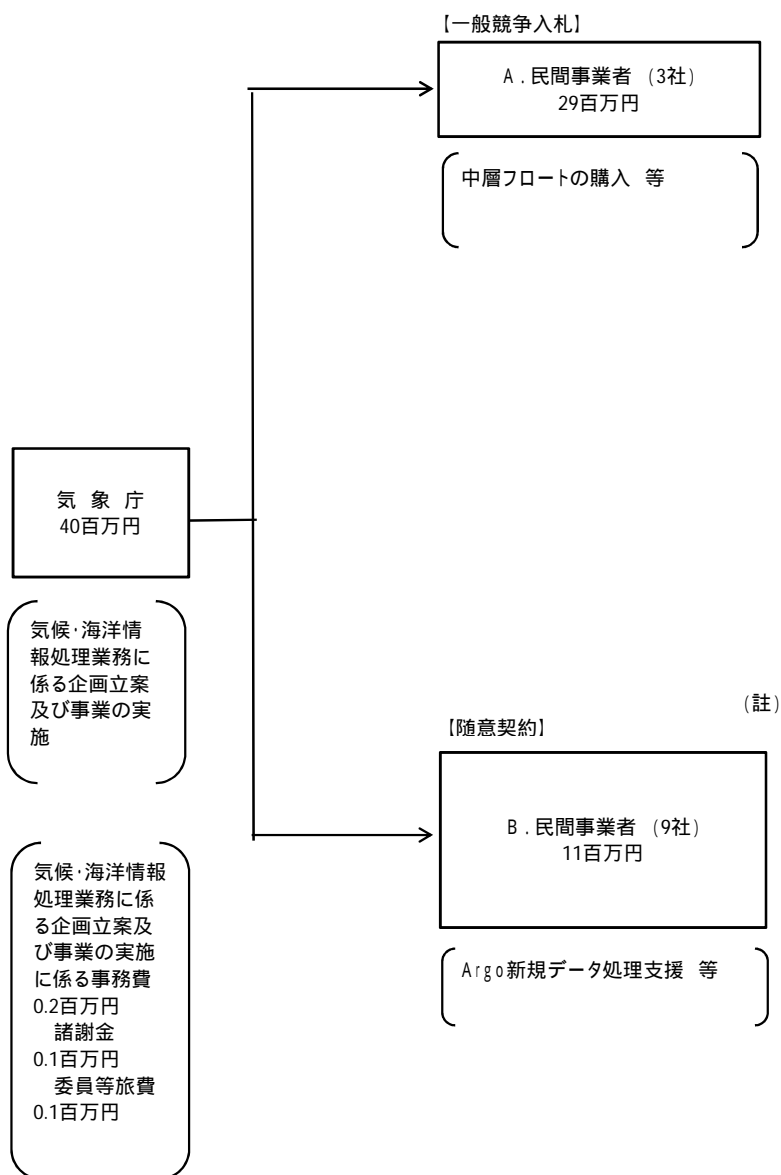 【一般競争入札】
A．民間事業者 (3社)
29百万円
中層フロートの購入 等
気 象 庁
40百万円
気候・海洋情
報処理業務に
係る企画立案
及び事業の実
施
(註)
【随意契約】
B．民間事業者 (9社)
11百万円
Argo新規データ処理支援 等
気候・海洋情報
処理業務に係
る企画立案及
び事業の実施
に係る事務費
0.2百万円
諸謝金
0.1百万円
委員等旅費
0.1百万円